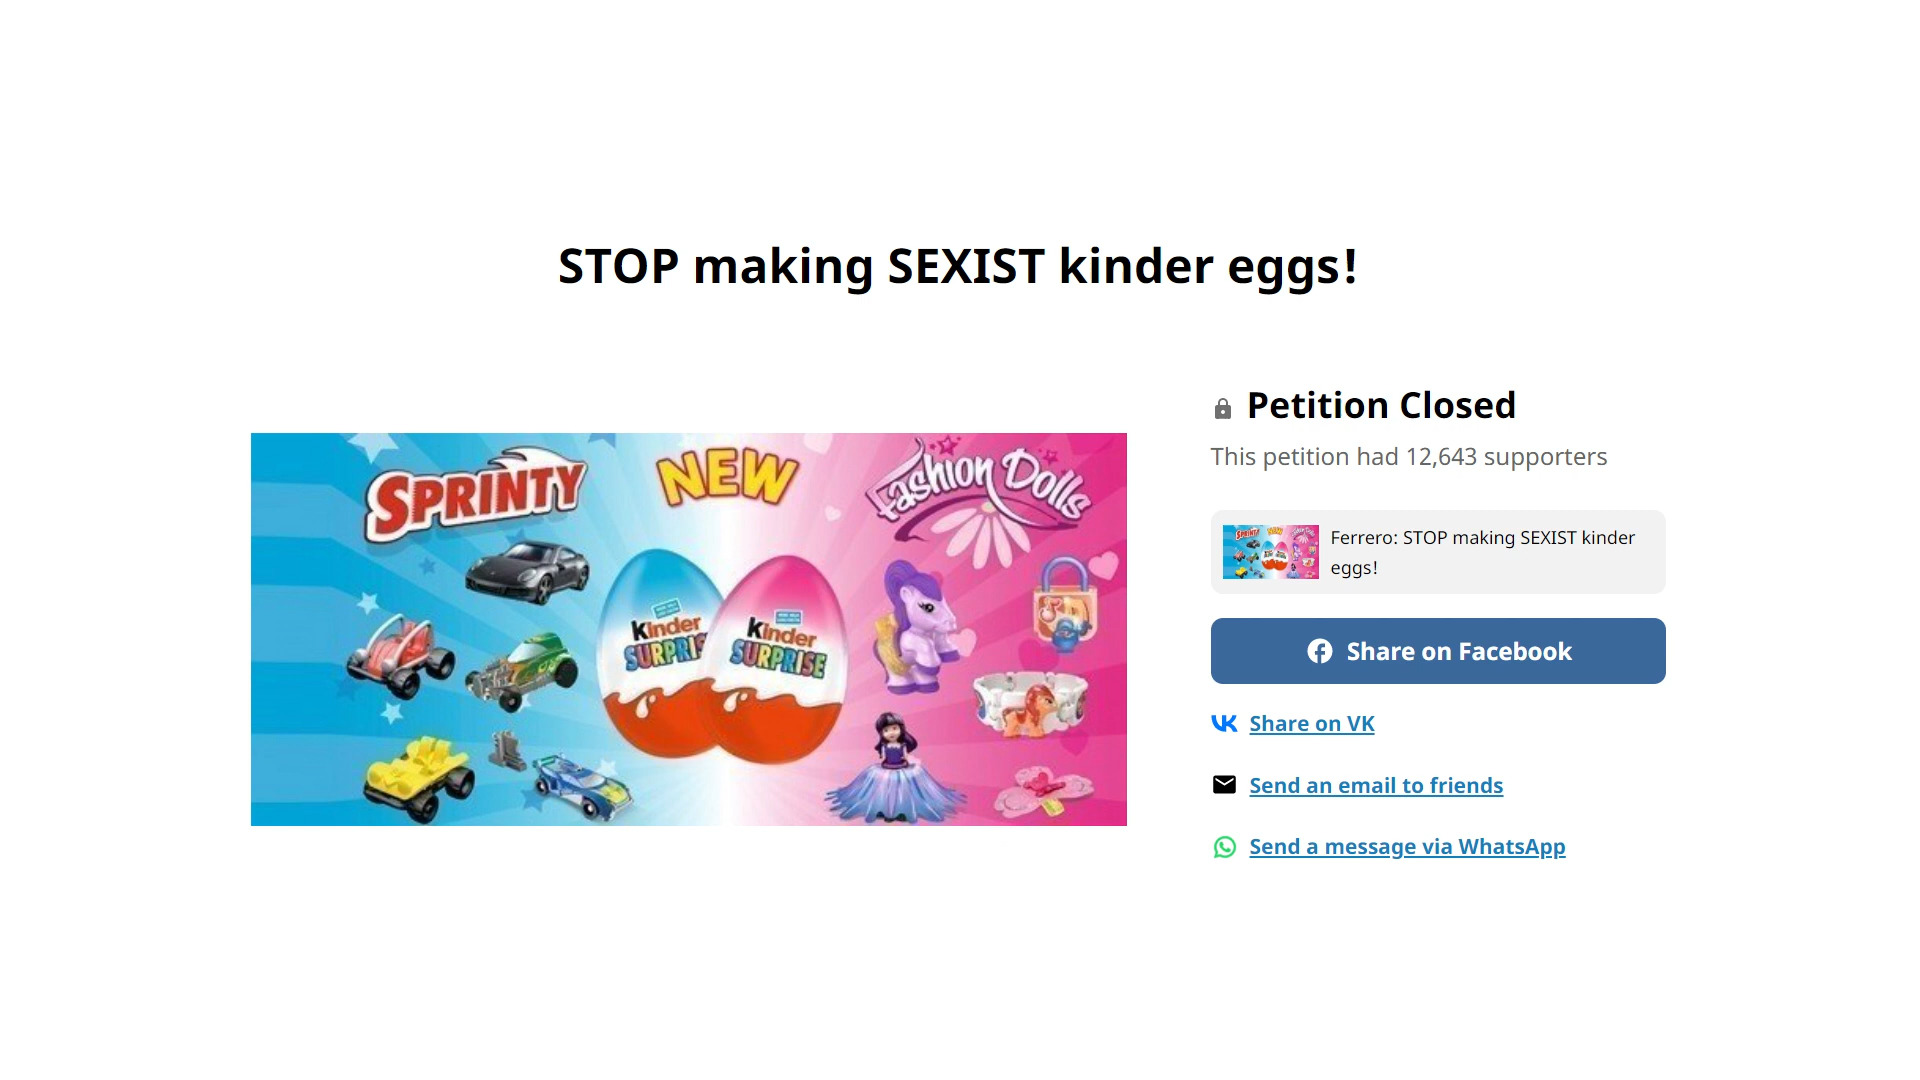 STOP making SEXIST kinder eggs!
Petition Closed
This petition had 12,643 supporters
SPRINTY
NEW
Fashion Dolls
Kinder
SURPRIS
Kinder
SURPRISE
Ferrero: STOP making SEXIST kinder
eggs!
Share on Facebook
Share on VK
Send an email to friends
Send a message via WhatsApp